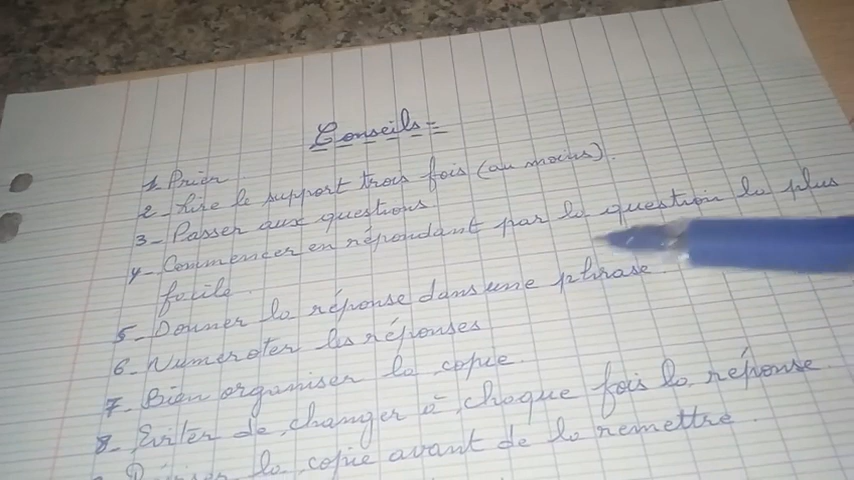 Conseils =
1. Prier
2- Lire le support trois fois (au moins).
3- Passer aux questions
4- Commencer en répondant par la question la plus
facile.
5- Donner la réponse dans une phrase.
6- Numeroter les réponses
7- Bien organiser la copie.
8- Eviter de changer à chaque fois la réponse.
la copie avant de la remettre.